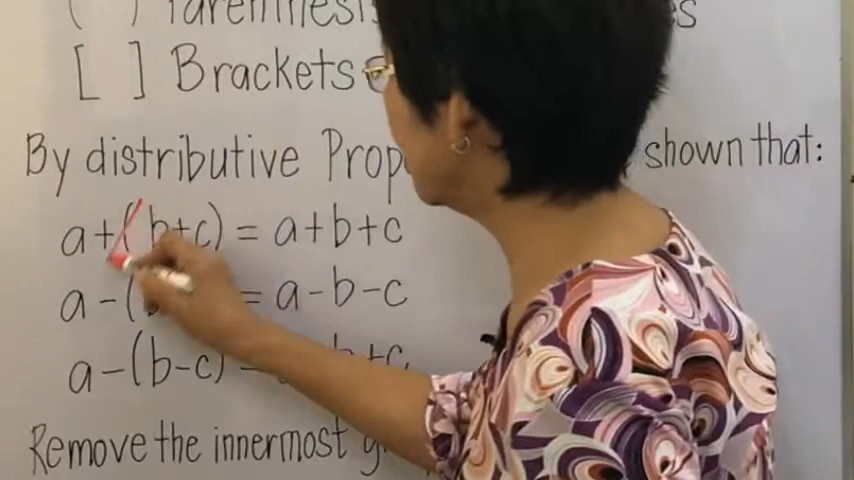 ( ) Parenthesis s
[ ] Brackets
By distributive Prop shown that:
a+(b+c) = a+b+c
a-( = a-b-c
a-(b-c) = +c
Remove the innermost g